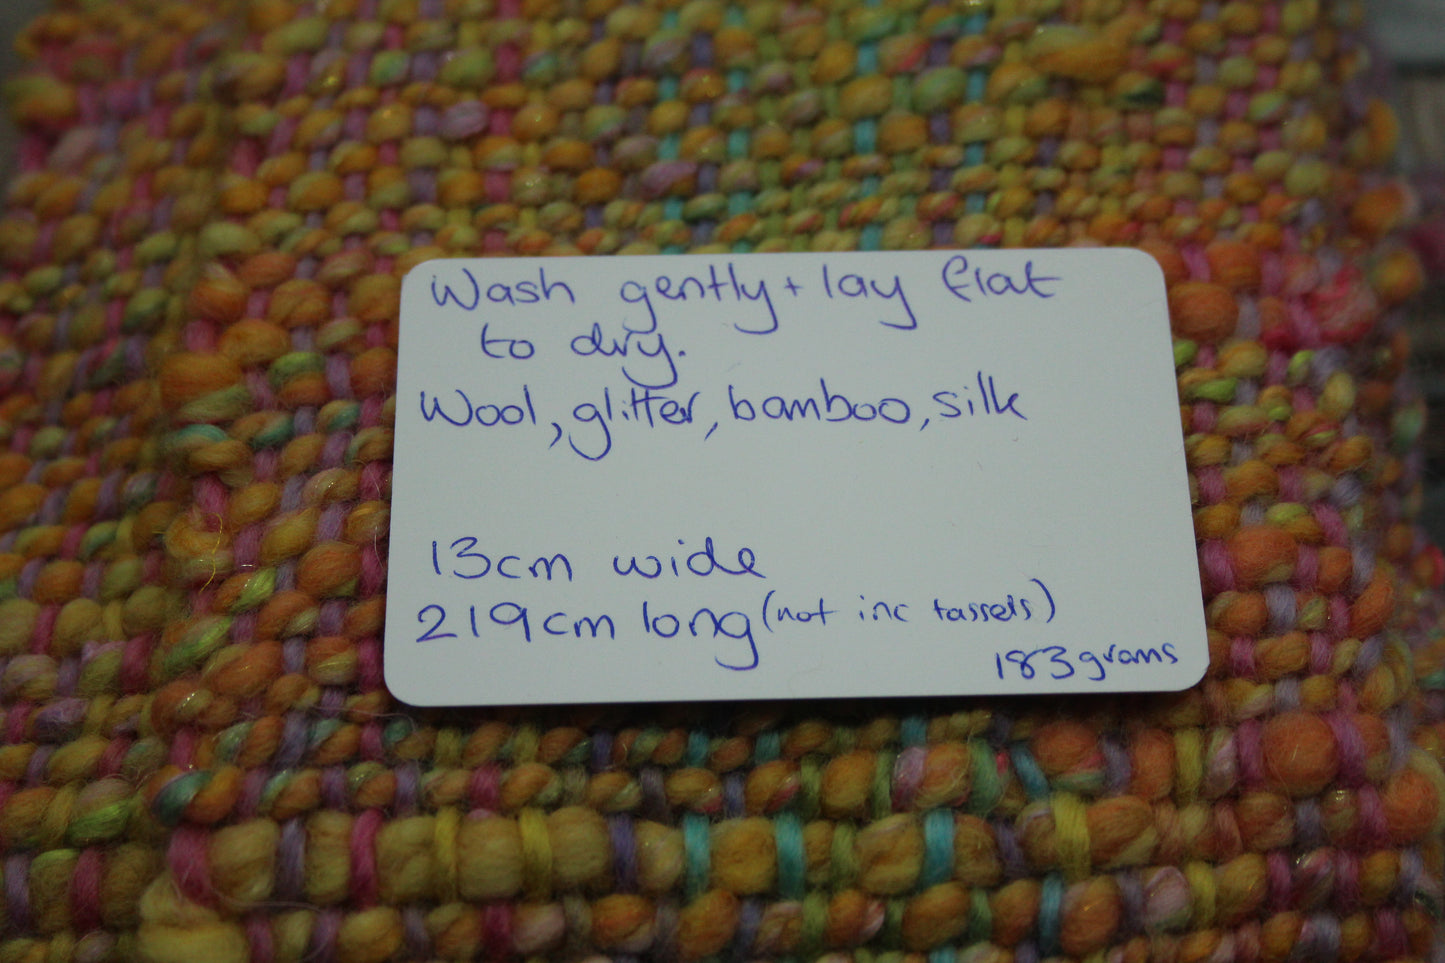 Wash gently + lay flat
to dry.
Wool, glitter, bamboo, silk
13cm wide
219cm long (not inc tassels)
183grams